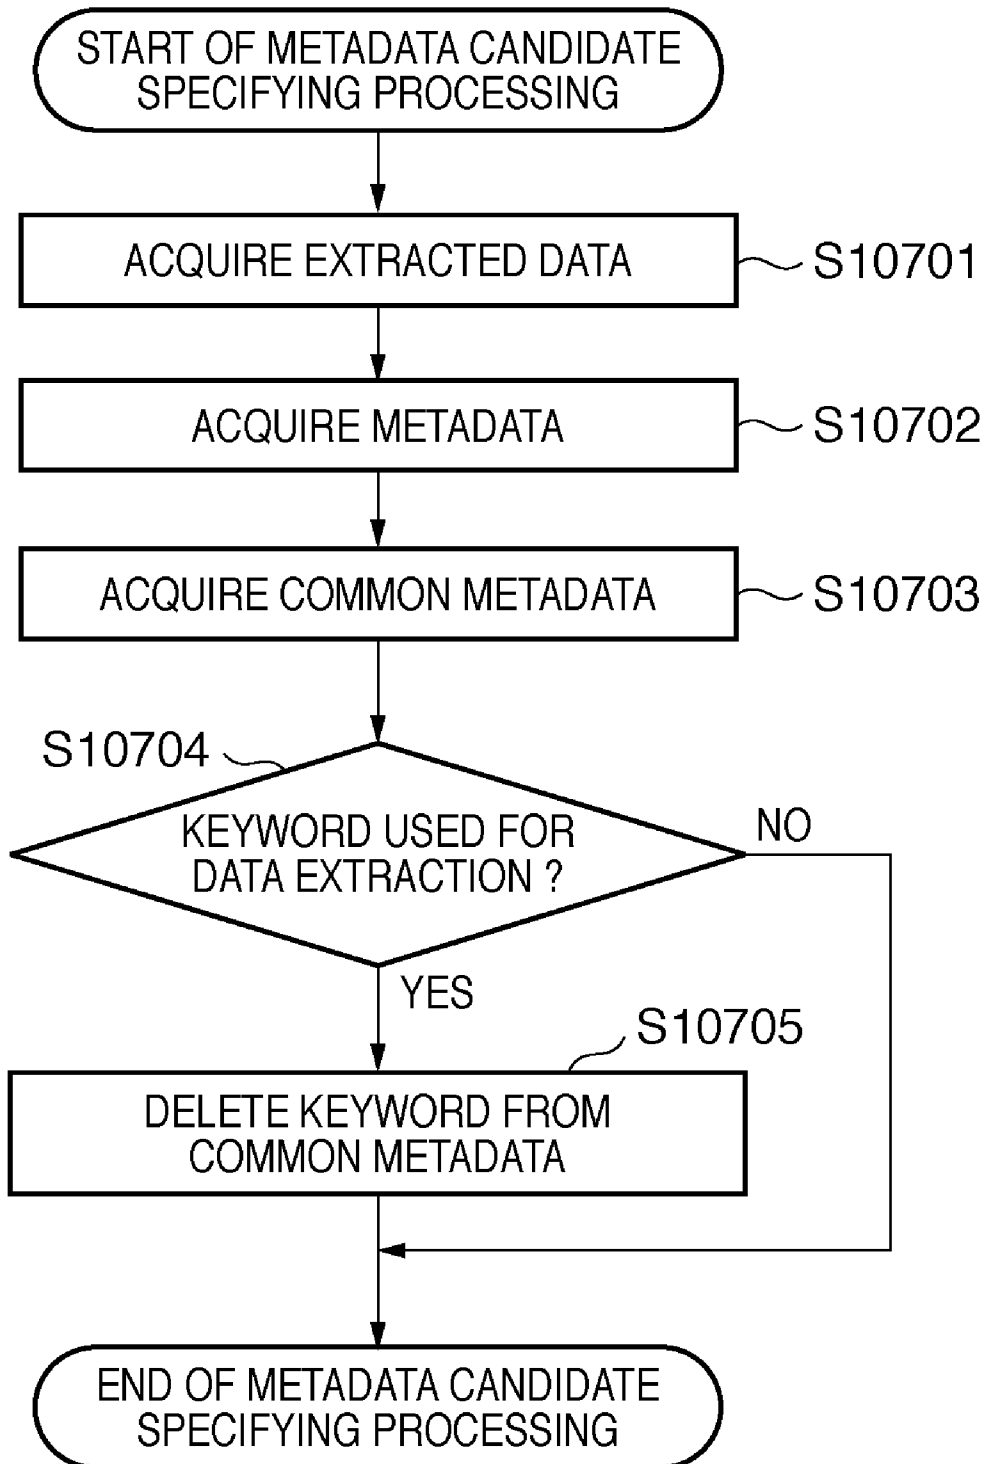 START OF METADATA CANDIDATE
SPECIFYING PROCESSING
ACQUIRE EXTRACTED DATA
S10701
ACQUIRE METADATA
S10702
ACQUIRE COMMON METADATA
S10703
S10704
KEYWORD USED FOR
DATA EXTRACTION ?
NO
YES
S10705
DELETE KEYWORD FROM
COMMON METADATA
END OF METADATA CANDIDATE
SPECIFYING PROCESSING